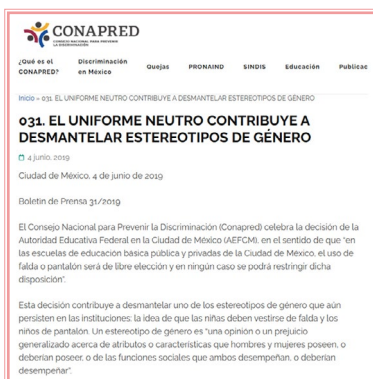 CONAPRED
CONSEJO NACIONAL PARA PREVENIR
LA DISCRIMINACIÓN
¿Qué es el CONAPRED?
Discriminación en México
Quejas
PRONAIND
SINDIS
Educación
Publicac
Inicio » 031. EL UNIFORME NEUTRO CONTRIBUYE A DESMANTELAR ESTEREOTIPOS DE GÉNERO
031. EL UNIFORME NEUTRO CONTRIBUYE A
DESMANTELAR ESTEREOTIPOS DE GÉNERO
4 junio, 2019
Ciudad de México, 4 de junio de 2019
Boletín de Prensa 31/2019
El Consejo Nacional para Prevenir la Discriminación (Conapred) celebra la decisión de la
Autoridad Educativa Federal en la Ciudad de México (AEFCM), en el sentido de que "en
las escuelas de educación básica pública y privadas de la Ciudad de México, el uso de
falda o pantalón será de libre elección y en ningún caso se podrá restringir dicha
disposición".
Esta decisión contribuye a desmantelar uno de los estereotipos de género que aún
persisten en las instituciones: la idea de que las niñas deben vestirse de falda y los
niños de pantalón. Un estereotipo de género es "una opinión o un prejuicio
generalizado acerca de atributos o características que hombres y mujeres poseen, o
deberían poseer, o de las funciones sociales que ambos desempeñan, o deberían
desempeñar".